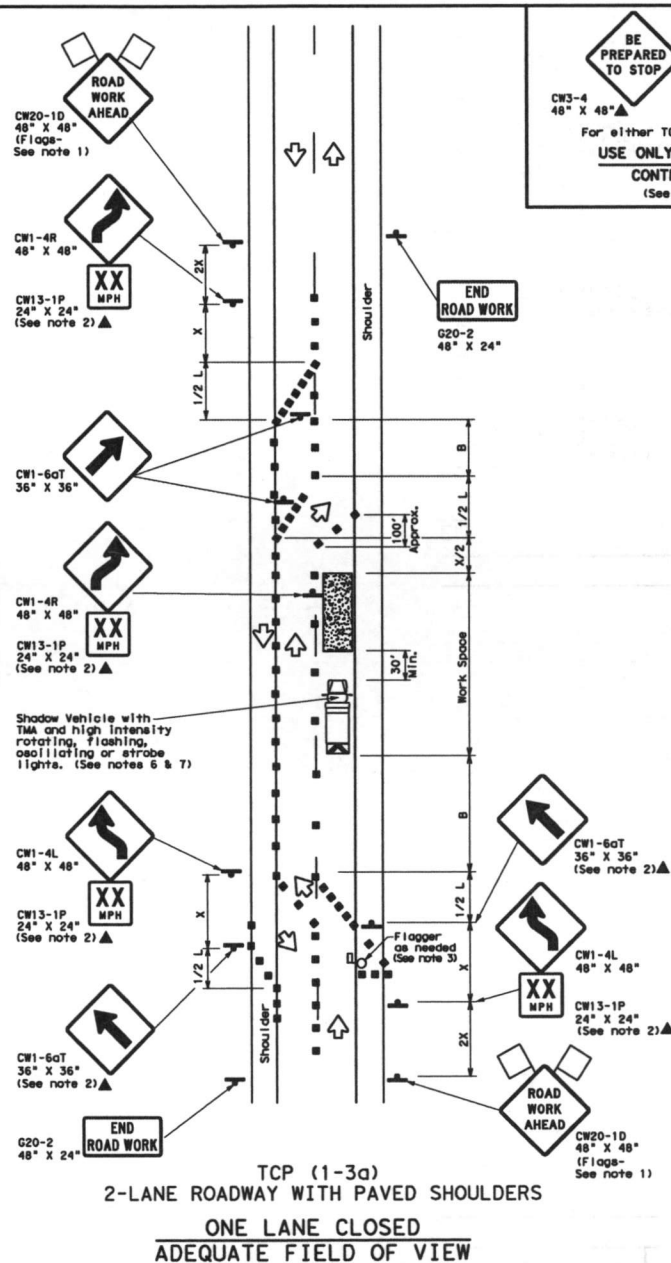 ROAD
WORK
AHEAD
CW20-1D
48" X 48"
(Flags-
See note 1)
CW1-4R
48" X 48"
XX
MPH
CW13-1P
24" X 24"
(See note 2)▲
2X
X
1/2 L
BE
PREPARED
TO STOP
CW3-4
48" X 48"▲
For either TC
USE ONLY
CONT
(See
Shoulder
END
ROAD WORK
G20-2
48" X 24"
CW1-6aT
36" X 36"
B
1/2 L
100'
Approx.
X/2
CW1-4R
48" X 48"
XX
MPH
CW13-1P
24" X 24"
(See note 2)▲
Work Space
30'
Min.
Shadow Vehicle with
TMA and high intensity
rotating, flashing,
oscillating or strobe
lights. (See notes 6 & 7)
B
CW1-4L
48" X 48"
XX
MPH
CW13-1P
24" X 24"
(See note 2)▲
X
1/2 L
CW1-6aT
36" X 36"
(See note 2)▲
1/2 L
Flagger
as needed
(See note 3)
X
CW1-4L
48" X 48"
XX
MPH
CW13-1P
24" X 24"
(See note 2)▲
2X
CW1-6aT
36" X 36"
(See note 2)▲
Shoulder
END
ROAD WORK
G20-2
48" X 24"
ROAD
WORK
AHEAD
CW20-1D
48" X 48"
(Flags-
See note 1)
TCP (1-3a)
2-LANE ROADWAY WITH PAVED SHOULDERS
ONE LANE CLOSED
ADEQUATE FIELD OF VIEW